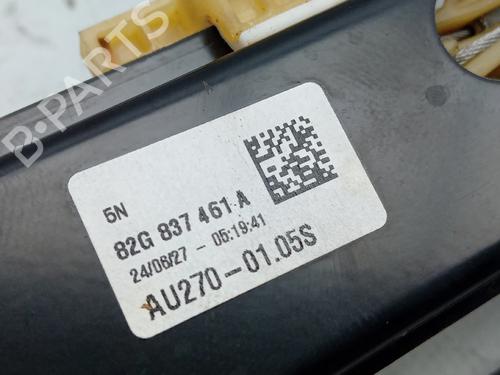 B-PARTS
5N
82G 837 461 A
24/06/27 - 05:19:41
AU270-01.05S